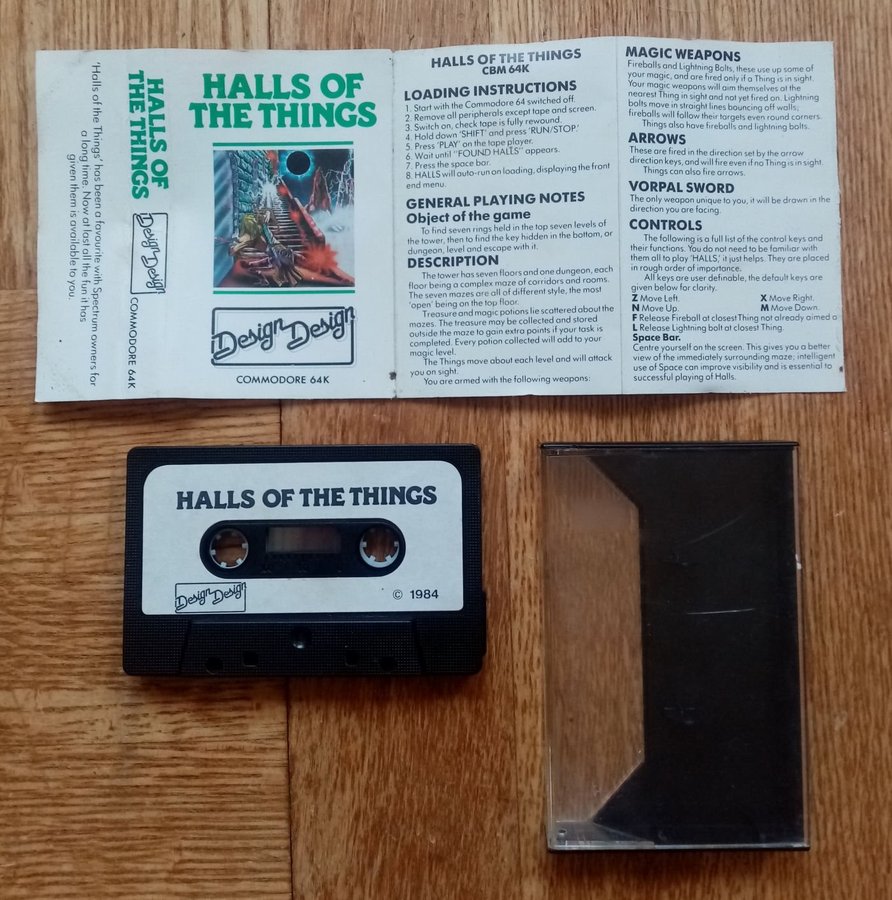 'Halls of the Things' has been a favourite with Spectrum owners for
a long time. Now at last all the fun it has
given them is available to you.
HALLS OF
THE THINGS
Design Design
COMMODORE 64K
HALLS OF
THE THINGS
Design Design
COMMODORE 64K
HALLS OF THE THINGS
CBM 64K
LOADING INSTRUCTIONS
1. Start with the Commodore 64 switched off.
2. Remove all peripherals except tape and screen.
3. Switch on, check tape is fully rewound.
4. Hold down 'SHIFT' and press 'RUN/STOP.'
5. Press 'PLAY' on the tape player.
6. Wait until "FOUND HALLS" appears.
7. Press the space bar.
8. HALLS will auto-run on loading, displaying the front
end menu.
GENERAL PLAYING NOTES
Object of the game
To find seven rings held in the top seven levels of
the tower, then to find the key hidden in the bottom, or
dungeon, level and escape with it.
DESCRIPTION
The tower has seven floors and one dungeon, each
floor being a complex maze of corridors and rooms.
The seven mazes are all of different style, the most
'open' being on the top floor.
Treasure and magic potions lie scattered about the
mazes. The treasure may be collected and stored
outside the maze to gain extra points if your task is
completed. Every potion collected will add to your
magic level.
The Things move about each level and will attack
you on sight.
You are armed with the following weapons:
MAGIC WEAPONS
Fireballs and Lightning Bolts, these use up some of
your magic, and are fired only if a Thing is in sight.
Your magic weapons will aim themselves at the
nearest Thing in sight and not yet fired on. Lightning
bolts move in straight lines bouncing off walls;
fireballs will follow their targets even round corners.
Things also have fireballs and lightning bolts.
ARROWS
These are fired in the direction set by the arrow
direction keys, and will fire even if no Thing is in sight.
Things can also fire arrows.
VORPAL SWORD
The only weapon unique to you, it will be drawn in the
direction you are facing.
CONTROLS
The following is a full list of the control keys and
their functions. You do not need to be familiar with
them all to play 'HALLS,' it just helps. They are placed
in rough order of importance.
All keys are user definable, the default keys are
given below for clarity.
Z Move Left. X Move Right.
N Move Up. M Move Down.
F Release Fireball at closest Thing not already aimed a
L Release Lightning bolt at closest Thing.
Space Bar.
Centre yourself on the screen. This gives you a better
view of the immediately surrounding maze; intelligent
use of Space can improve visibility and is essential to
successful playing of Halls.
HALLS OF THE THINGS
Design Design
© 1984